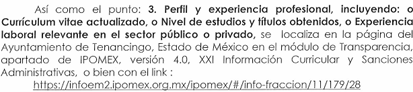 Así como el punto: 3. Perfil y experiencia profesional, incluyendo: o
Currículum vitae actualizado, o Nivel de estudios y títulos obtenidos, o Experiencia
laboral relevante en el sector público o privado, se localiza en la página del
Ayuntamiento de Tenancingo, Estado de México en el módulo de Transparencia,
apartado de IPOMEX, versión 4.0, XXI Información Curricular y Sanciones
Administrativas, o bien con el link :
https://infoem2.ipomex.org.mx/ipomex/#/info-fraccion/11/179/28